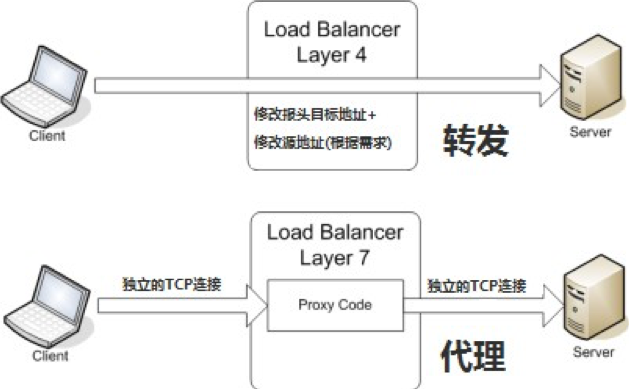 Load Balancer
Layer 4
修改报头目标地址+
修改源地址(根据需求)
转发
Client
Server
Load Balancer
Layer 7
独立的TCP连接
Proxy Code
独立的TCP连接
代理
Client
Server